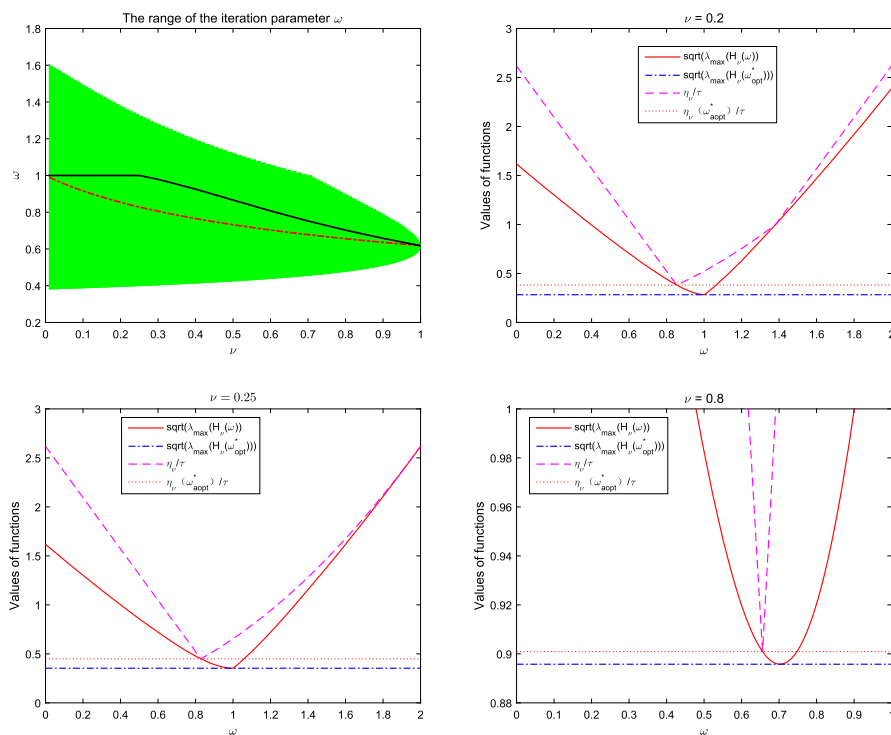 The range of the iteration parameter ω
1.8
1.6
1.4
1.2
1
0.8
0.6
0.4
0.2
ω
0 0.1 0.2 0.3 0.4 0.5 0.6 0.7 0.8 0.9 1
ν
ν = 0.2
3
2.5
2
1.5
1
0.5
0
Values of functions
sqrt(λmax(Hν(ω))
sqrt(λmax(Hν(ω*opt)))
ην/τ
ην(ω*aopt)/τ
0 0.2 0.4 0.6 0.8 1 1.2 1.4 1.6 1.8 2
ω
ν = 0.25
3
2.5
2
1.5
1
0.5
0
Values of functions
sqrt(λmax(Hν(ω))
sqrt(λmax(Hν(ω*opt)))
ην/τ
ην(ω*aopt)/τ
0 0.2 0.4 0.6 0.8 1 1.2 1.4 1.6 1.8 2
ω
ν = 0.8
1
0.98
0.96
0.94
0.92
0.9
0.88
Values of functions
sqrt(λmax(Hν(ω))
sqrt(λmax(Hν(ω*opt)))
ην/τ
ην(ω*aopt)/τ
0 0.1 0.2 0.3 0.4 0.5 0.6 0.7 0.8 0.9 1
ω